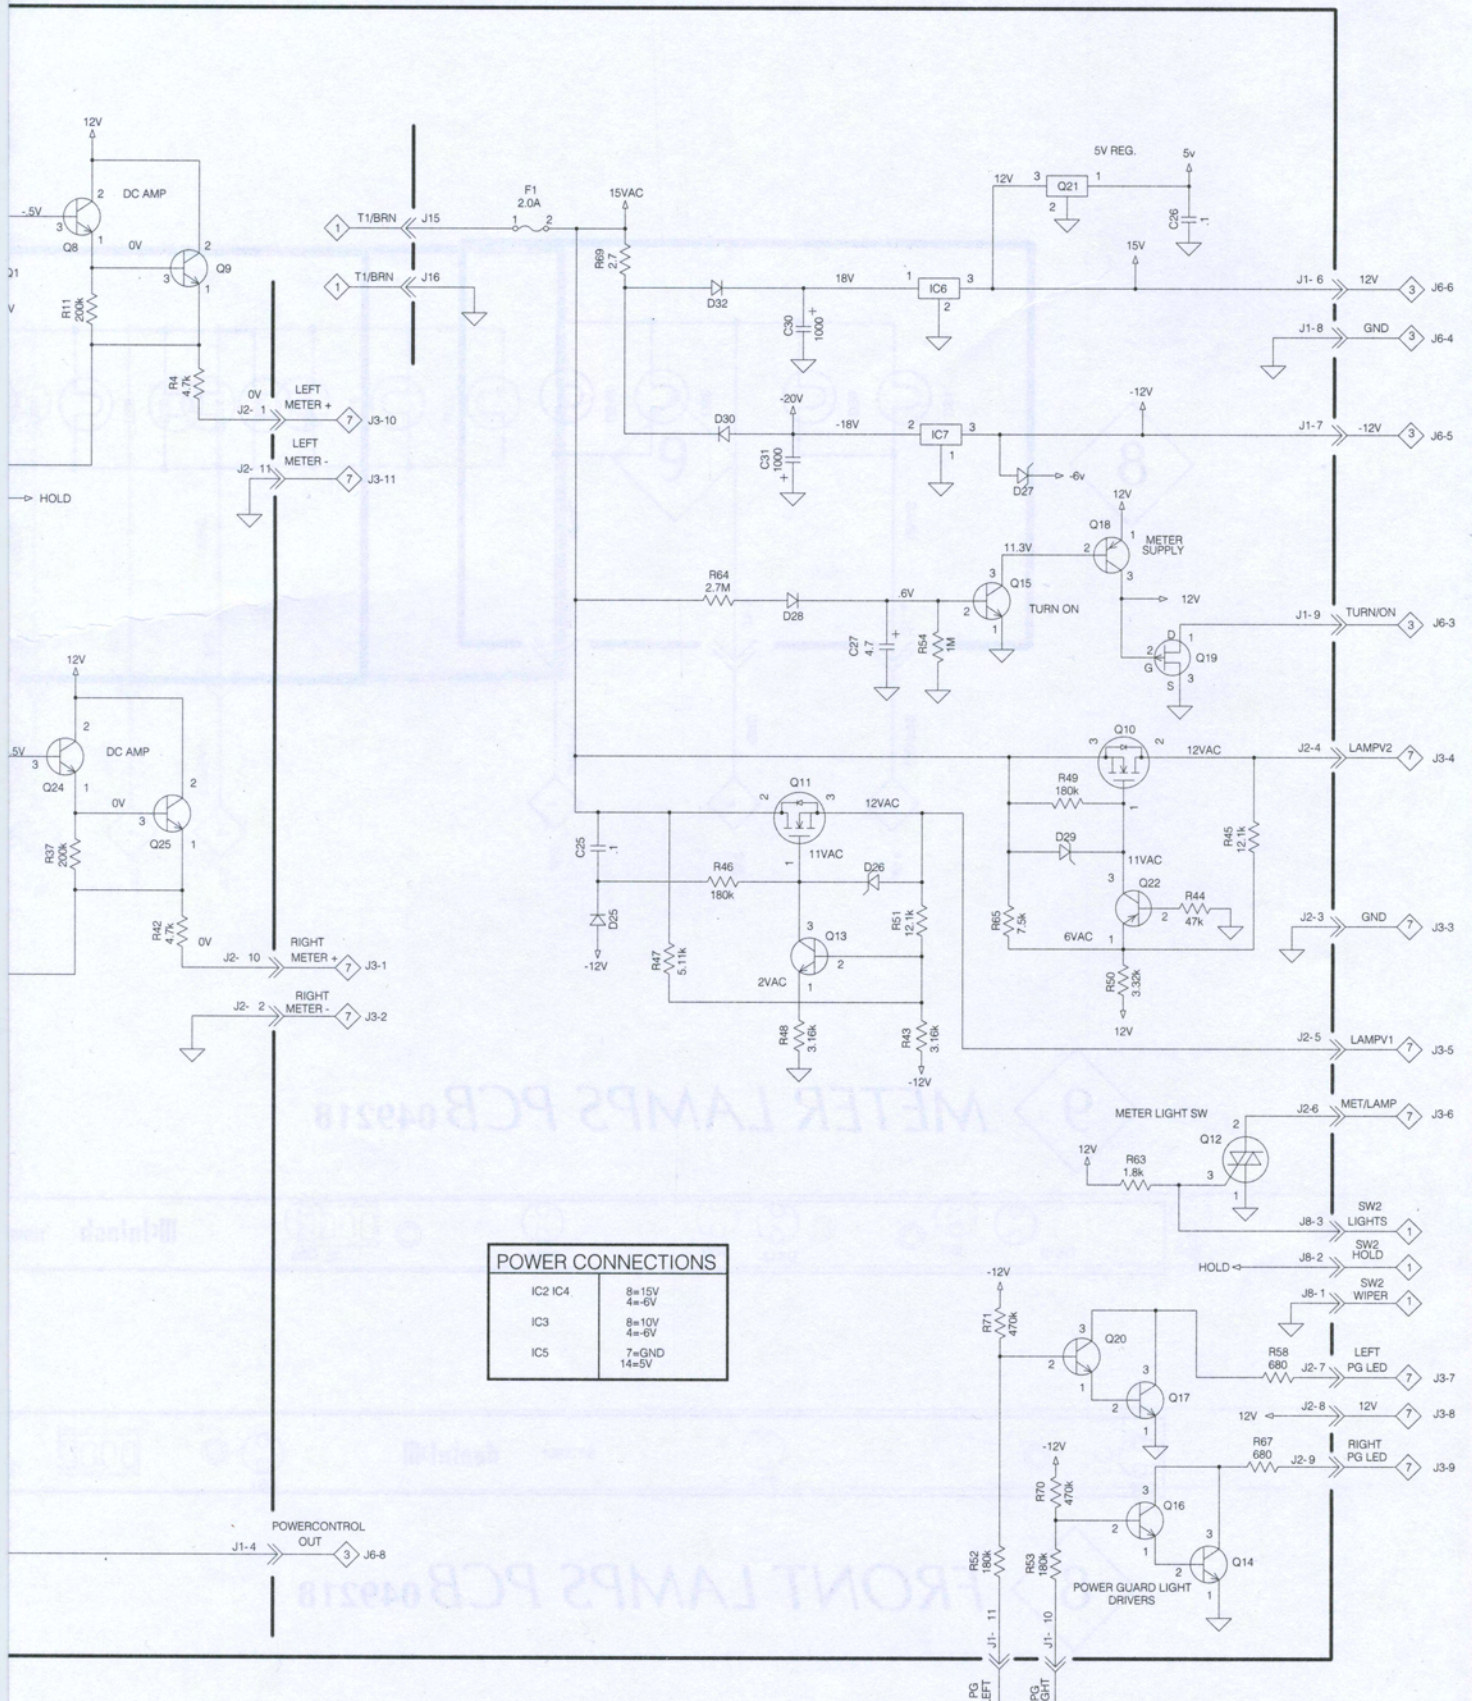 12V
DC AMP
-.5V
2
3
1
Q8
0V
2
3
1
Q9
Q1
V
R11
200k
R4
4.7k
0V
LEFT
METER +
J2- 1
7
J3-10
LEFT
METER -
J2- 11
7
J3-11
HOLD
1
T1/BRN
J15
1
T1/BRN
J16
F1
2.0A
1
2
15VAC
R69
2.7
D32
C30
1000
+
18V
1
IC6
3
2
12V
3
Q21
1
2
5V REG.
5v
C26
.1
15V
J1- 6
12V
3
J6-6
J1-8
GND
3
J6-4
D30
-20V
C31
1000
+
-18V
2
IC7
3
1
-12V
D27
-6v
J1-7
-12V
3
J6-5
R64
2.7M
D28
.6V
C27
4.7
+
R54
1M
11.3V
3
Q15
2
1
TURN ON
12V
Q18
1
2
3
METER
SUPPLY
12V
D
1
2
G
Q19
S
3
J1-9
TURN/ON
3
J6-3
12V
2
DC AMP
5V
3
1
Q24
0V
2
3
1
Q25
R37
200k
R42
4.7k
0V
J2- 10
RIGHT
METER +
7
J3-1
J2- 2
RIGHT
METER -
7
J3-2
Q10
3
2
12VAC
1
J2-4
LAMPV2
7
J3-4
R49
180k
D29
11VAC
R45
12.1k
3
Q22
2
1
R44
47k
R65
7.5k
6VAC
R50
3.32k
12V
J2-3
GND
7
J3-3
C25
.1
Q11
2
3
12VAC
1
11VAC
R46
180k
D26
D25
-12V
R47
5.11k
R51
12.1k
3
Q13
2
1
2VAC
R48
3.16k
R43
3.16k
-12V
J2-5
LAMPV1
7
J3-5
METER LIGHT SW
2
Q12
3
1
12V
R63
1.8k
J2-6
MET/LAMP
7
J3-6
J8-3
SW2
LIGHTS
1
J8-2
SW2
HOLD
1
HOLD
J8- 1
SW2
WIPER
1
POWER CONNECTIONS
IC2 IC4 8=15V
4=-6V
IC3 8=10V
4=-6V
IC5 7=GND
14=5V
-12V
R71
470k
3
Q20
2
1
3
Q17
2
1
R58
680
LEFT
J2-7
PG LED
7
J3-7
12V
J2-8
12V
7
J3-8
R67
680
RIGHT
J2- 9
PG LED
7
J3-9
-12V
R70
470k
3
Q16
2
1
3
Q14
2
1
R52
180k
R53
180k
POWER GUARD LIGHT
DRIVERS
POWERCONTROL
OUT
J1-4
3
J6-8
J1- 11
J1- 10
PG
PG
METER LAMPS PCB 049218
9
FRONT LAMPS PCB 049218
8
McIntosh
McIntosh